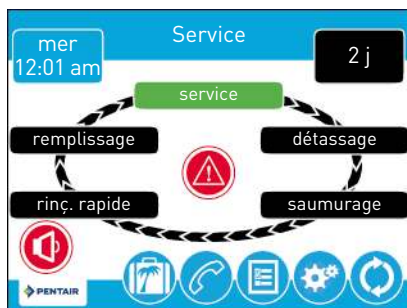 mer
12:01 am
Service
2 j
service
remplissage
détassage
rinç. rapide
saumurage
PENTAIR